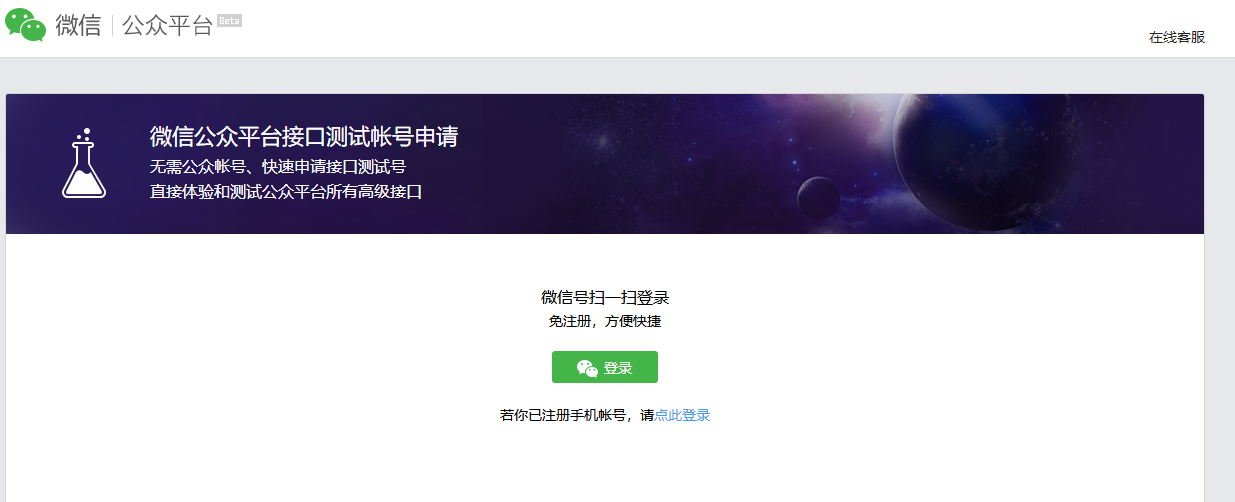 微信 | 公众平台 Beta
在线客服
微信公众平台接口测试帐号申请
无需公众帐号、快速申请接口测试号
直接体验和测试公众平台所有高级接口
微信号扫一扫登录
免注册，方便快捷
登录
若你已注册手机帐号，请点此登录